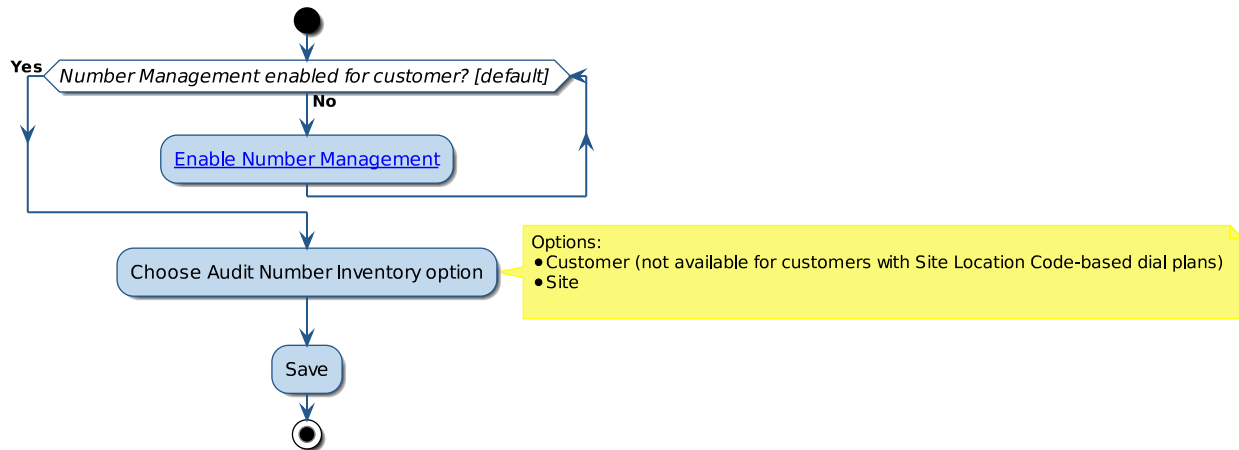 Yes
Number Management enabled for customer? [default]
No
Enable Number Management
Options:
•Customer (not available for customers with Site Location Code-based dial plans)
•Site
Choose Audit Number Inventory option
Save